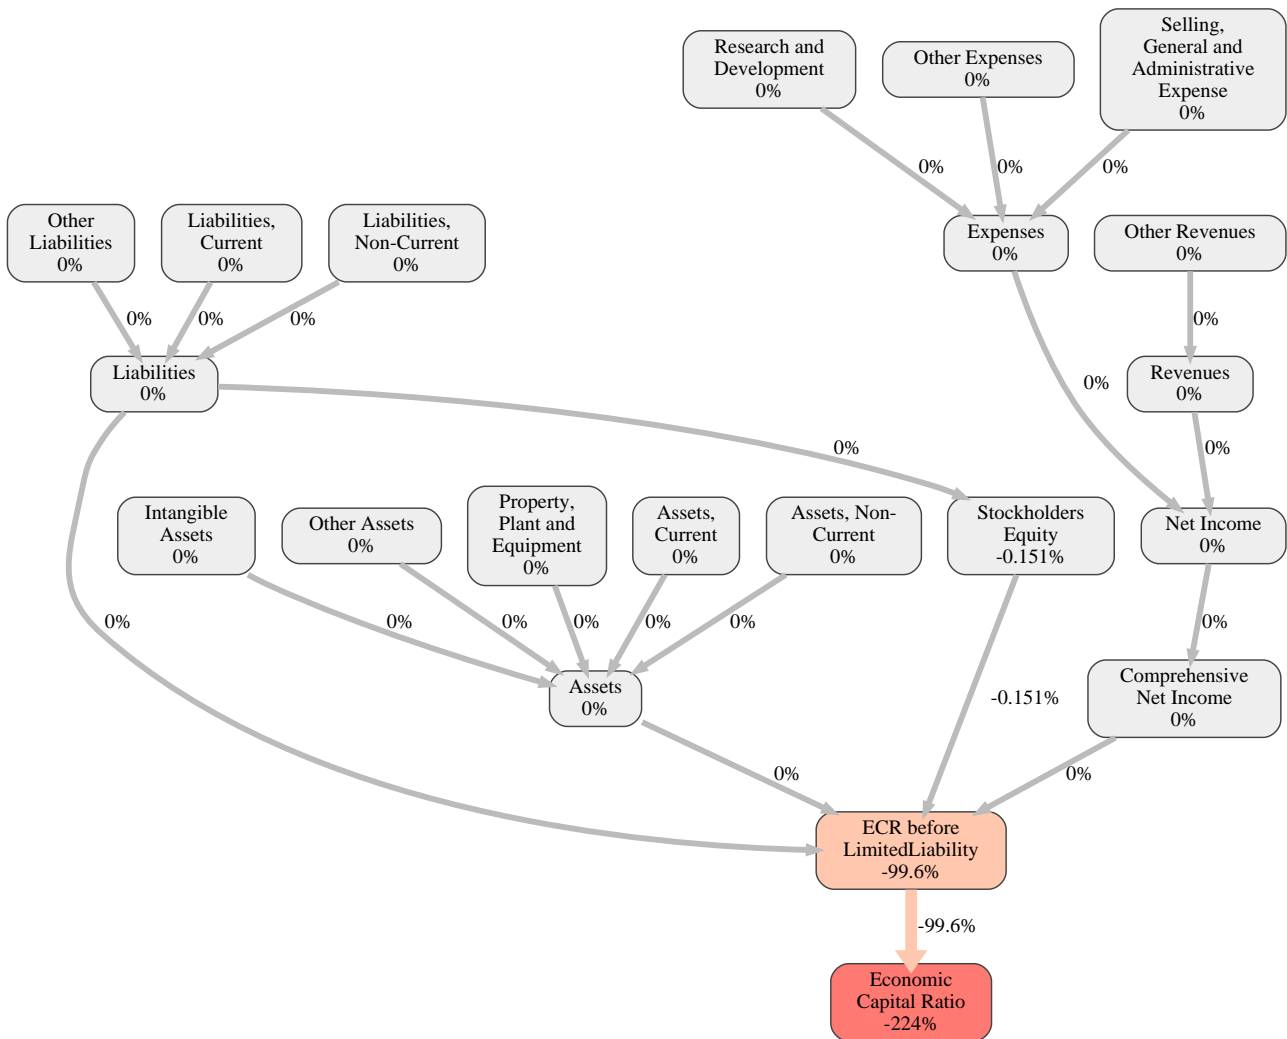 Research and
Development
0%
Other Expenses
0%
Selling,
General and
Administrative
Expense
0%
0%
0%
0%
Other
Liabilities
0%
Liabilities,
Current
0%
Liabilities,
Non-Current
0%
Expenses
0%
Other Revenues
0%
0%
0%
0%
0%
Liabilities
0%
0%
Revenues
0%
0%
0%
Intangible
Assets
0%
Other Assets
0%
Property,
Plant and
Equipment
0%
Assets,
Current
0%
Assets, Non-
Current
0%
Stockholders
Equity
-0.151%
Net Income
0%
0%
0%
0%
0%
0%
0%
0%
Assets
0%
-0.151%
Comprehensive
Net Income
0%
0%
0%
ECR before
LimitedLiability
-99.6%
-99.6%
Economic
Capital Ratio
-224%